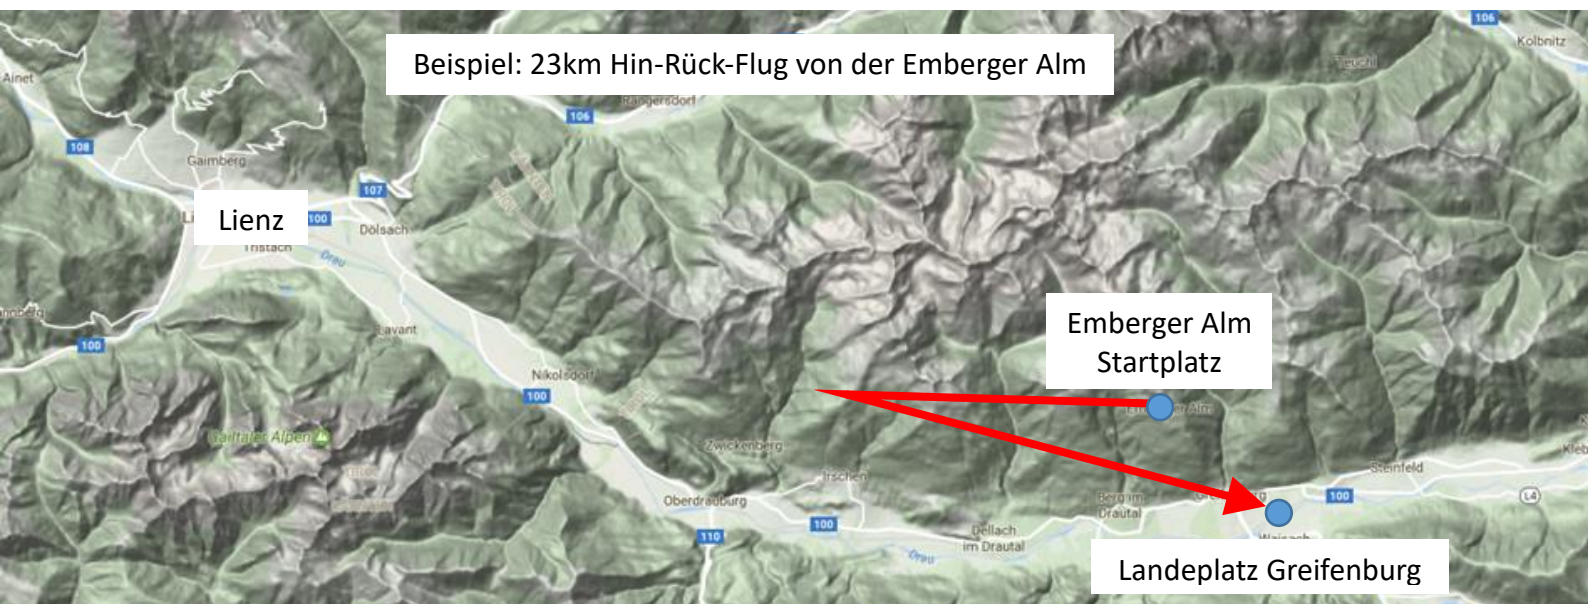 Beispiel: 23km Hin-Rück-Flug von der Emberger Alm
106
Kolbnitz
Teuchl
Ainet
Rangersdorf
106
108
Gaimberg
107
Lienz
100
Dölsach
Tristach
Drau
Lavant
100
Emberger Alm
Startplatz
Nikolsdorf
100
Gailtaler Alpen
Zwickenberg
Irschen
Steinfeld
Oberdrauburg
100
Berg im
Drautal
100
L4
110
Dellach
im Drautal
Drau
Landeplatz Greifenburg